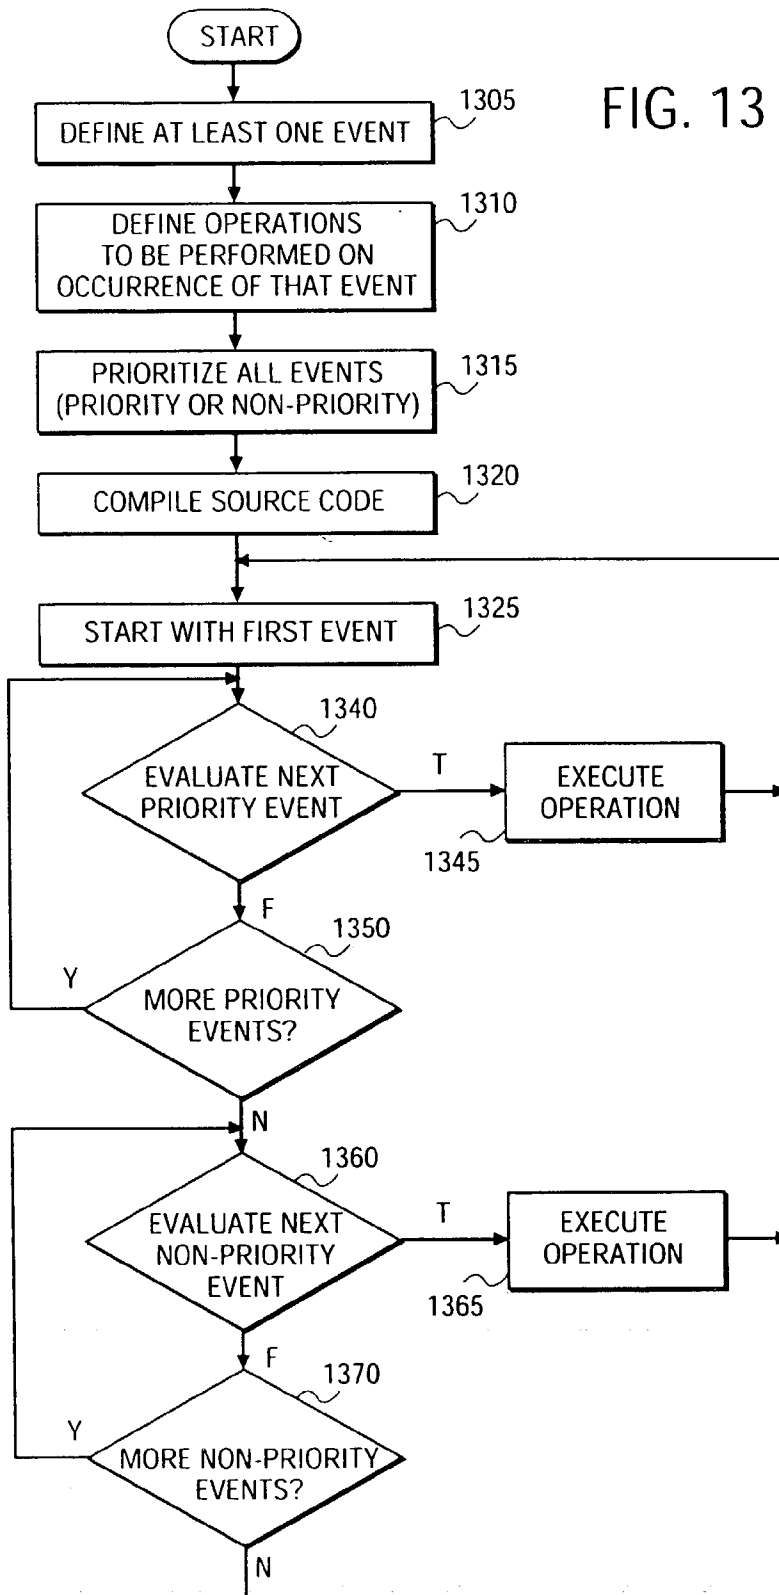 START
FIG. 13
1305
DEFINE AT LEAST ONE EVENT
1310
DEFINE OPERATIONS
TO BE PERFORMED ON
OCCURRENCE OF THAT EVENT
1315
PRIORITIZE ALL EVENTS
(PRIORITY OR NON-PRIORITY)
1320
COMPILE SOURCE CODE
1325
START WITH FIRST EVENT
1340
EVALUATE NEXT
PRIORITY EVENT
T
EXECUTE
OPERATION
1345
F
1350
Y
MORE PRIORITY
EVENTS?
N
1360
EVALUATE NEXT
NON-PRIORITY
EVENT
T
EXECUTE
OPERATION
1365
F
1370
Y
MORE NON-PRIORITY
EVENTS?
N